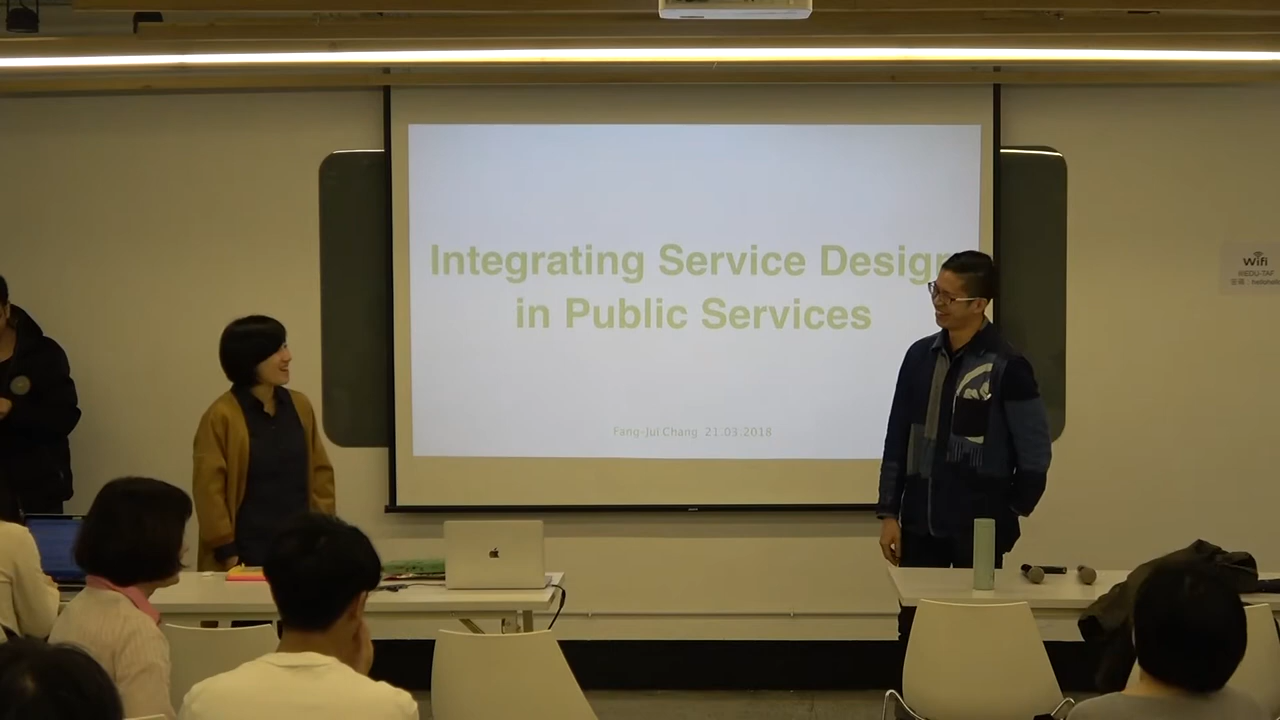 Integrating Service Design
in Public Services
Fang-Jui Chang 21.03.2018
Wifi